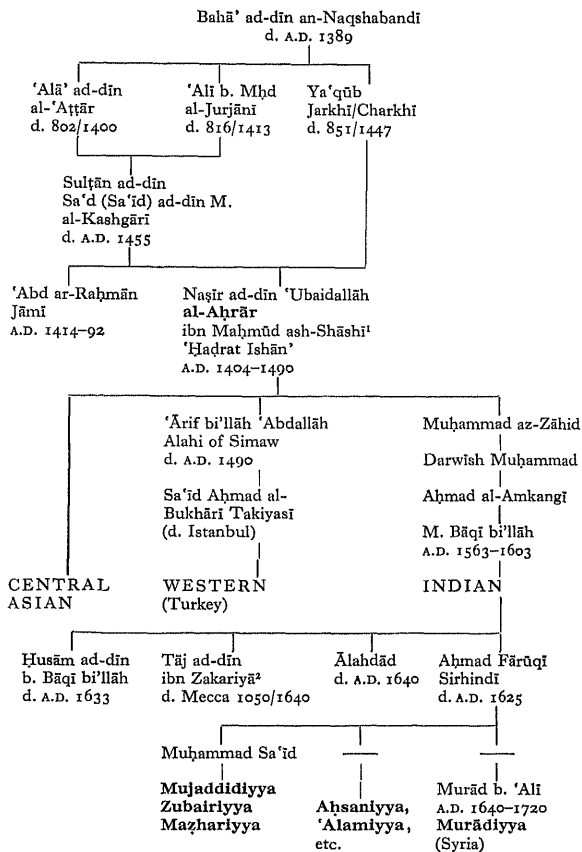 Bahā' ad-dīn an-Naqshabandī
d. A.D. 1389
'Alā' ad-dīn
al-'Aṭṭār
d. 802/1400
'Alī b. Mḥd
al-Jurjānī
d. 816/1413
Ya'qūb
Jarkhī/Charkhī
d. 851/1447
Sulṭān ad-dīn
Sa'd (Sa'īd) ad-dīn M.
al-Kashgārī
d. A.D. 1455
'Abd ar-Raḥmān
Jāmī
A.D. 1414–92
Naṣīr ad-dīn 'Ubaidallāh
al-Aḥrār
ibn Maḥmūd ash-Shāshī¹
'Ḥaḍrat Ishān'
A.D. 1404–1490
'Ārif bi'llāh 'Abdallāh
Alahi of Simaw
d. A.D. 1490
Sa'īd Aḥmad al-
Bukhārī Takiyasī
(d. Istanbul)
Muḥammad az-Zāhid
Darwīsh Muḥammad
Aḥmad al-Amkangī
M. Bāqī bi'llāh
A.D. 1563–1603
CENTRAL
ASIAN
WESTERN
(Turkey)
INDIAN
Ḥusām ad-dīn
b. Bāqī bi'llāh
d. A.D. 1633
Tāj ad-dīn
ibn Zakariyā²
d. Mecca 1050/1640
Ālahdād
d. A.D. 1640
Aḥmad Fārūqī
Sirhindī
d. A.D. 1625
Muḥammad Sa'īd
Mujaddidiyya
Zubairiyya
Maẓhariyya
Aḥsaniyya,
'Alamiyya,
etc.
Murād b. 'Alī
A.D. 1640–1720
Murādiyya
(Syria)